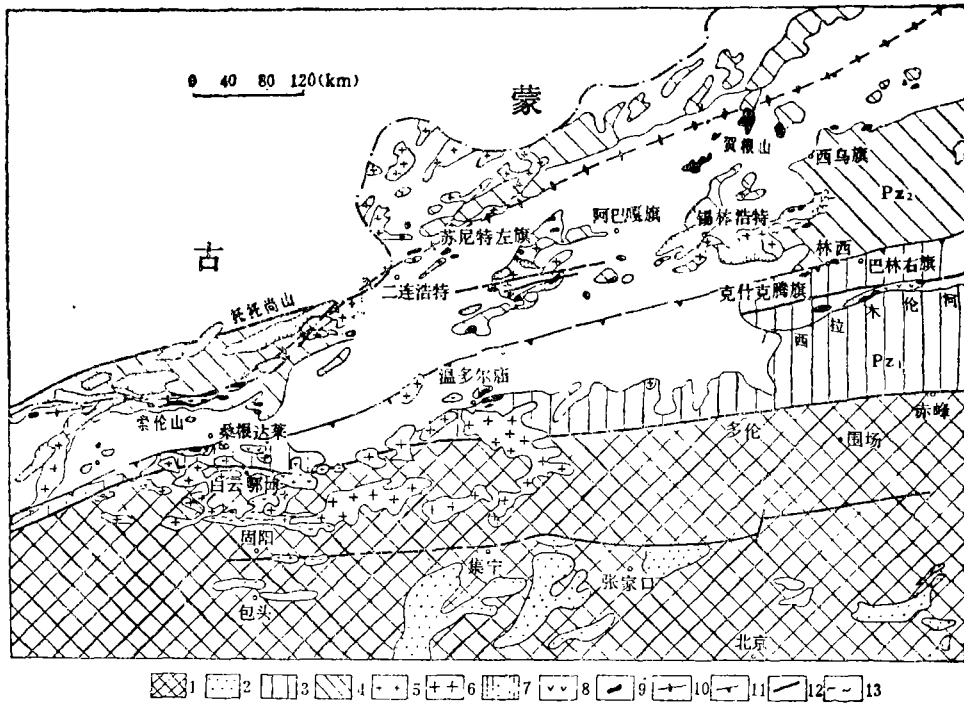 0 40 80 120(km)
蒙
古
贺根山
西乌旗
Pz₂
阿巴嘎旗
锡林浩特
苏尼特左旗
林西
巴林右旗
二连浩特
克什克腾旗
西拉木伦河
托托尚山
Pz₁
温多尔庙
索伦山
赤峰
桑根达莱
多伦
围场
白云鄂博
固阳
集宁
张家口
包头
北京
1 2 3 4 5 6 7 8 9 10 11 12 13